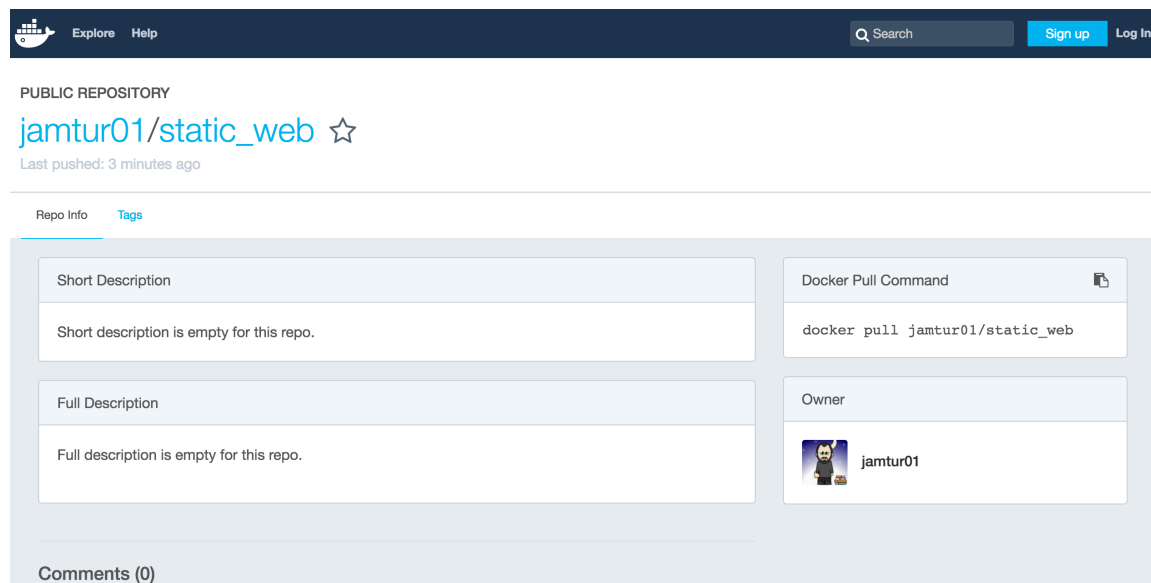 Explore Help Search Sign up Log In
PUBLIC REPOSITORY
jamtur01/static_web
Last pushed: 3 minutes ago
Repo Info Tags
Short Description
Short description is empty for this repo.
Full Description
Full description is empty for this repo.
Docker Pull Command
docker pull jamtur01/static_web
Owner
jamtur01
Comments (0)